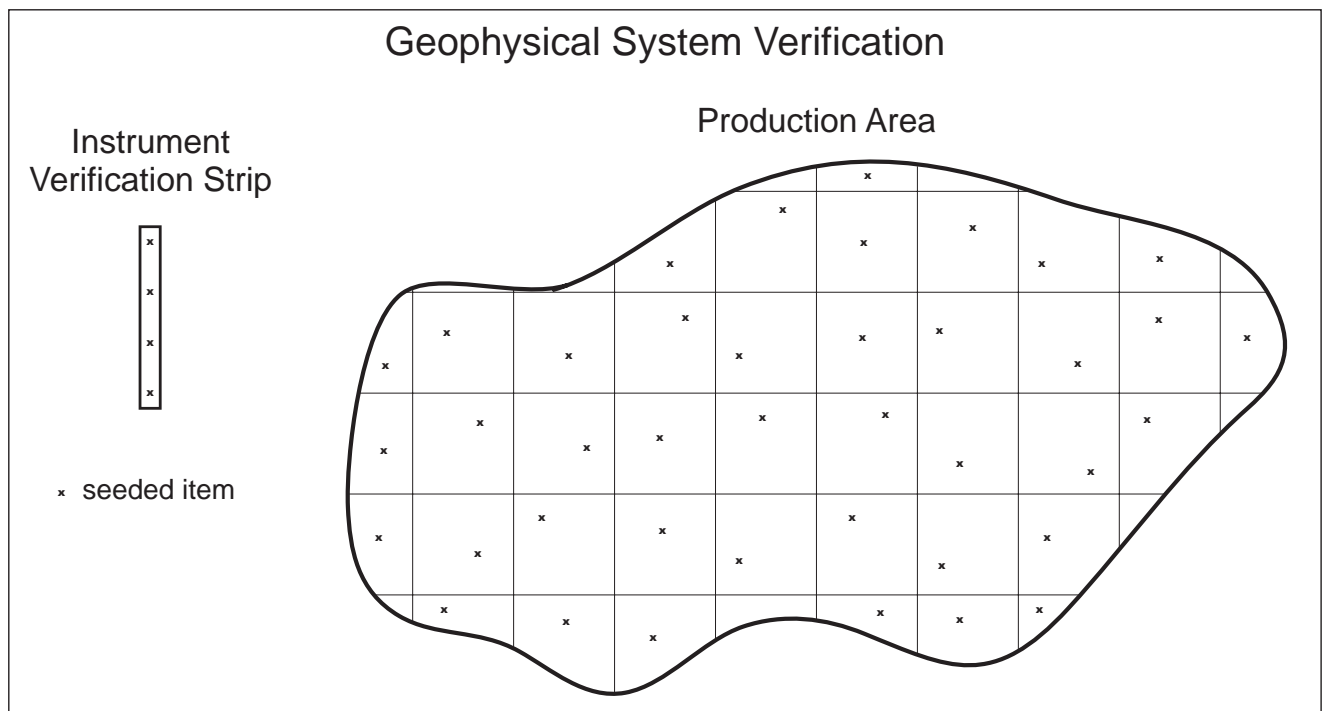 Geophysical System Verification
Instrument
Verification Strip
Production Area
x seeded item